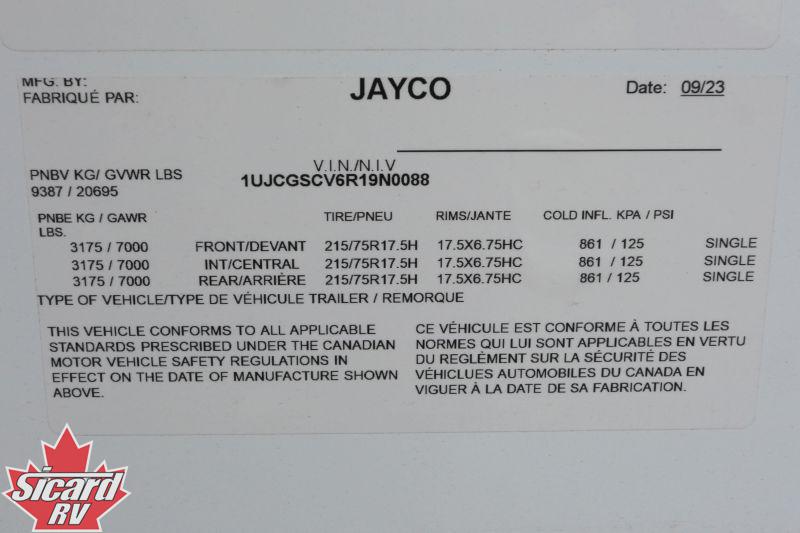 MFG. BY:
FABRIQUÉ PAR: JAYCO Date: 09/23
V.I.N./N.I.V
PNBV KG/ GVWR LBS 1UJCGSCV6R19N0088
9387 / 20695
PNBE KG / GAWR LBS. TIRE/PNEU RIMS/JANTE COLD INFL. KPA / PSI
3175 / 7000 FRONT/DEVANT 215/75R17.5H 17.5X6.75HC 861 / 125 SINGLE
3175 / 7000 INT/CENTRAL 215/75R17.5H 17.5X6.75HC 861 / 125 SINGLE
3175 / 7000 REAR/ARRIÈRE 215/75R17.5H 17.5X6.75HC 861 / 125 SINGLE
TYPE OF VEHICLE/TYPE DE VÉHICULE TRAILER / REMORQUE
THIS VEHICLE CONFORMS TO ALL APPLICABLE
STANDARDS PRESCRIBED UNDER THE CANADIAN
MOTOR VEHICLE SAFETY REGULATIONS IN
EFFECT ON THE DATE OF MANUFACTURE SHOWN
ABOVE.
CE VÉHICULE EST CONFORME À TOUTES LES
NORMES QUI LUI SONT APPLICABLES EN VERTU
DU REGLEMENT SUR LA SÉCURITÉ DES
VÉHICLUES AUTOMOBILES DU CANADA EN
VIGUER À LA DATE DE SA FABRICATION.
Sicard
RV